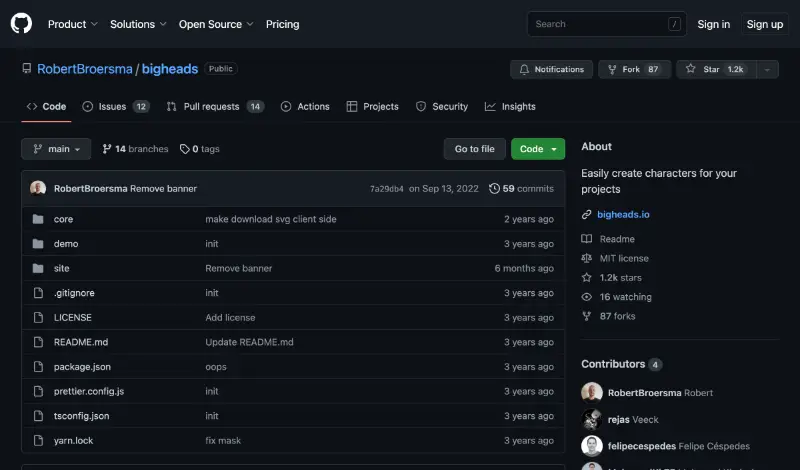 Product Solutions Open Source Pricing Search / Sign in Sign up
RobertBroersma / bigheads Public Notifications Fork 87 Star 1.2k
Code Issues 12 Pull requests 14 Actions Projects Security Insights
main 14 branches 0 tags Go to file Code
RobertBroersma Remove banner 7a29db4 on Sep 13, 2022 59 commits
core make download svg client side 2 years ago
demo init 3 years ago
site Remove banner 6 months ago
.gitignore init 3 years ago
LICENSE Add license 3 years ago
README.md Update README.md 3 years ago
package.json oops 3 years ago
prettier.config.js init 3 years ago
tsconfig.json init 3 years ago
yarn.lock fix mask 3 years ago
About
Easily create characters for your
projects
bigheads.io
Readme
MIT license
1.2k stars
16 watching
87 forks
Contributors 4
RobertBroersma Robert
rejas Veeck
felipecespedes Felipe Céspedes